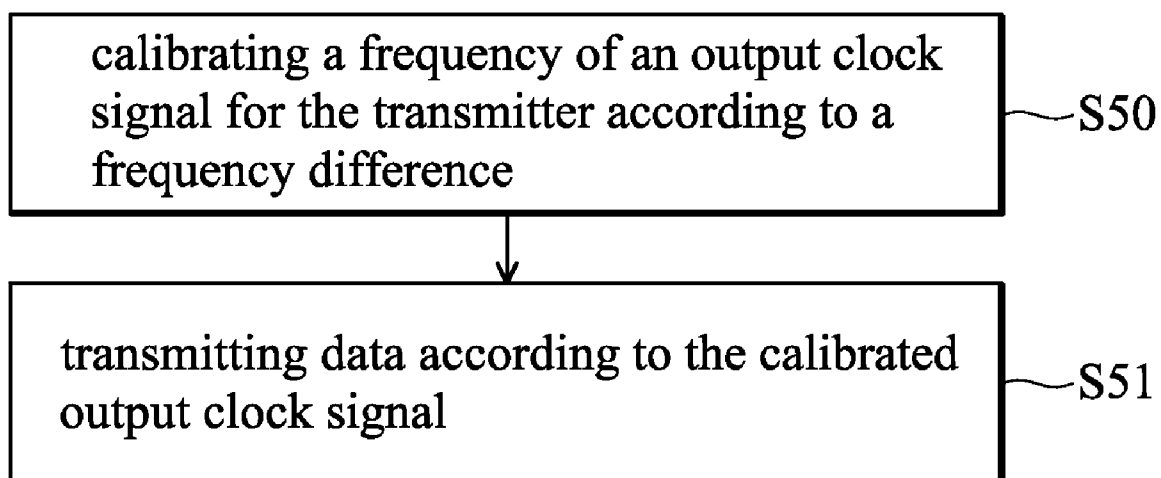 calibrating a frequency of an output clock
signal for the transmitter according to a
frequency difference
S50
transmitting data according to the calibrated
output clock signal
S51